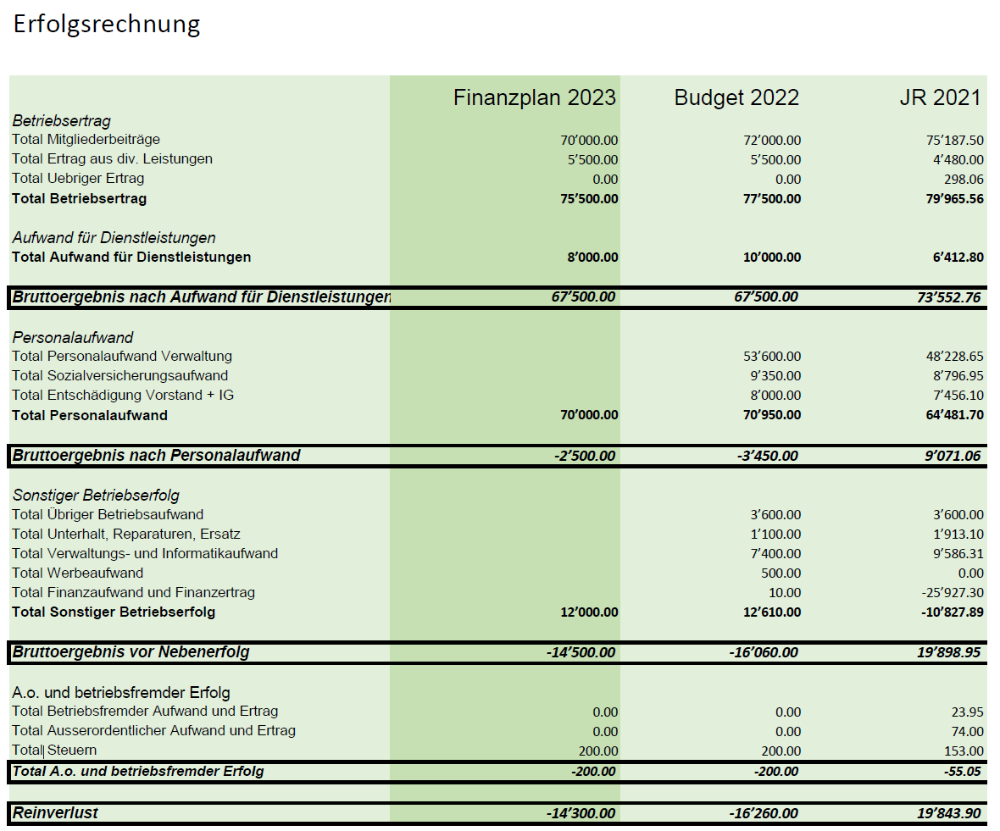 Erfolgsrechnung
Finanzplan 2023 Budget 2022 JR 2021
Betriebsertrag
Total Mitgliederbeiträge 70’000.00 72’000.00 75’187.50
Total Ertrag aus div. Leistungen 5’500.00 5’500.00 4’480.00
Total Uebriger Ertrag 0.00 0.00 298.06
Total Betriebsertrag 75’500.00 77’500.00 79’965.56
Aufwand für Dienstleistungen
Total Aufwand für Dienstleistungen 8’000.00 10’000.00 6’412.80
Bruttoergebnis nach Aufwand für Dienstleistungen 67’500.00 67’500.00 73’552.76
Personalaufwand
Total Personalaufwand Verwaltung 53’600.00 48’228.65
Total Sozialversicherungsaufwand 9’350.00 8’796.95
Total Entschädigung Vorstand + IG 8’000.00 7’456.10
Total Personalaufwand 70’000.00 70’950.00 64’481.70
Bruttoergebnis nach Personalaufwand -2’500.00 -3’450.00 9’071.06
Sonstiger Betriebserfolg
Total Übriger Betriebsaufwand 3’600.00 3’600.00
Total Unterhalt, Reparaturen, Ersatz 1’100.00 1’913.10
Total Verwaltungs- und Informatikaufwand 7’400.00 9’586.31
Total Werbeaufwand 500.00 0.00
Total Finanzaufwand und Finanzertrag 10.00 -25’927.30
Total Sonstiger Betriebserfolg 12’000.00 12’610.00 -10’827.89
Bruttoergebnis vor Nebenerfolg -14’500.00 -16’060.00 19’898.95
A.o. und betriebsfremder Erfolg
Total Betriebsfremder Aufwand und Ertrag 0.00 0.00 23.95
Total Ausserordentlicher Aufwand und Ertrag 0.00 0.00 74.00
Total Steuern 200.00 200.00 153.00
Total A.o. und betriebsfremder Erfolg -200.00 -200.00 -55.05
Reinverlust -14’300.00 -16’260.00 19’843.90